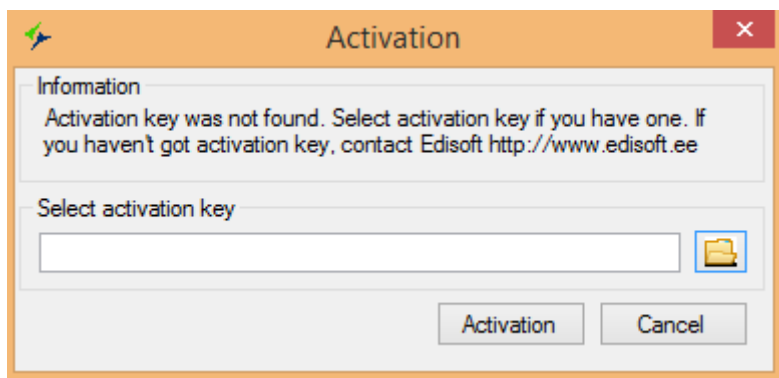 Activation
Information
Activation key was not found. Select activation key if you have one. If
you haven't got activation key, contact Edisoft http://www.edisoft.ee
Select activation key
Activation
Cancel